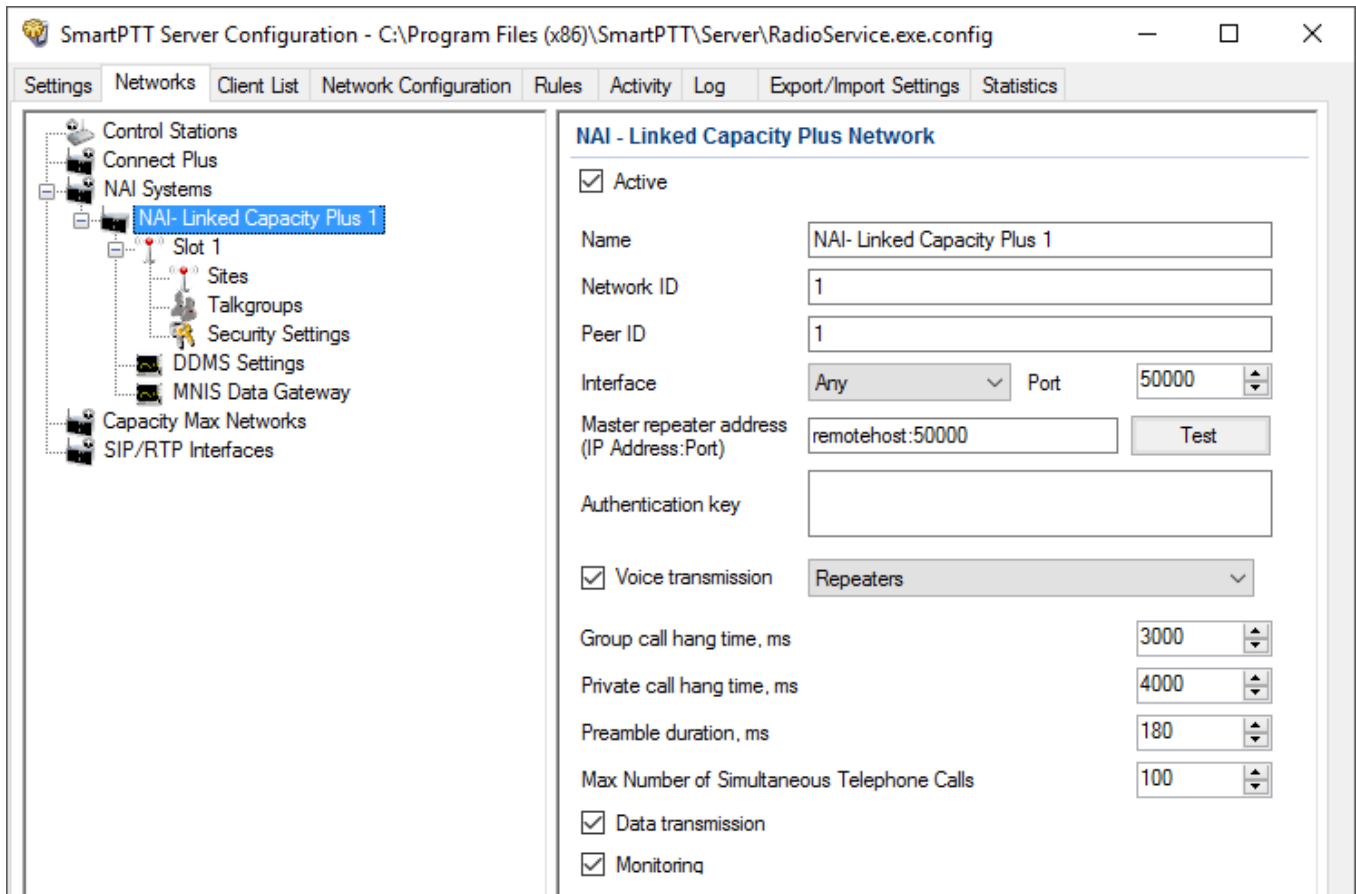 SmartPTT Server Configuration - C:\Program Files (x86)\SmartPTT\Server\RadioService.exe.config
Settings Networks Client List Network Configuration Rules Activity Log Export/Import Settings Statistics
Control Stations
Connect Plus
NAI Systems
NAI- Linked Capacity Plus 1
Slot 1
Sites
Talkgroups
Security Settings
DDMS Settings
MNIS Data Gateway
Capacity Max Networks
SIP/RTP Interfaces
NAI - Linked Capacity Plus Network
Active
Name NAI- Linked Capacity Plus 1
Network ID 1
Peer ID 1
Interface Any Port 50000
Master repeater address
(IP Address:Port) remotehost:50000 Test
Authentication key
Voice transmission Repeaters
Group call hang time, ms 3000
Private call hang time, ms 4000
Preamble duration, ms 180
Max Number of Simultaneous Telephone Calls 100
Data transmission
Monitoring